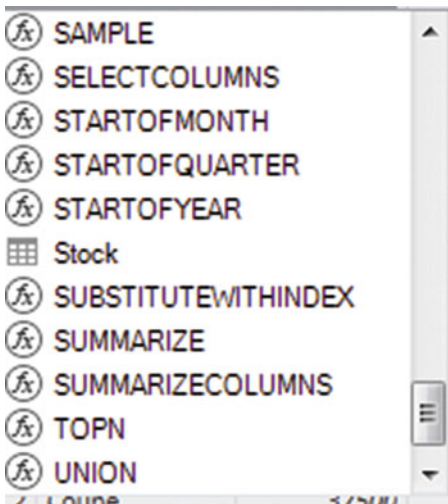 SAMPLE
SELECTCOLUMNS
STARTOFMONTH
STARTOFQUARTER
STARTOFYEAR
Stock
SUBSTITUTEWITHINDEX
SUMMARIZE
SUMMARIZECOLUMNS
TOPN
UNION